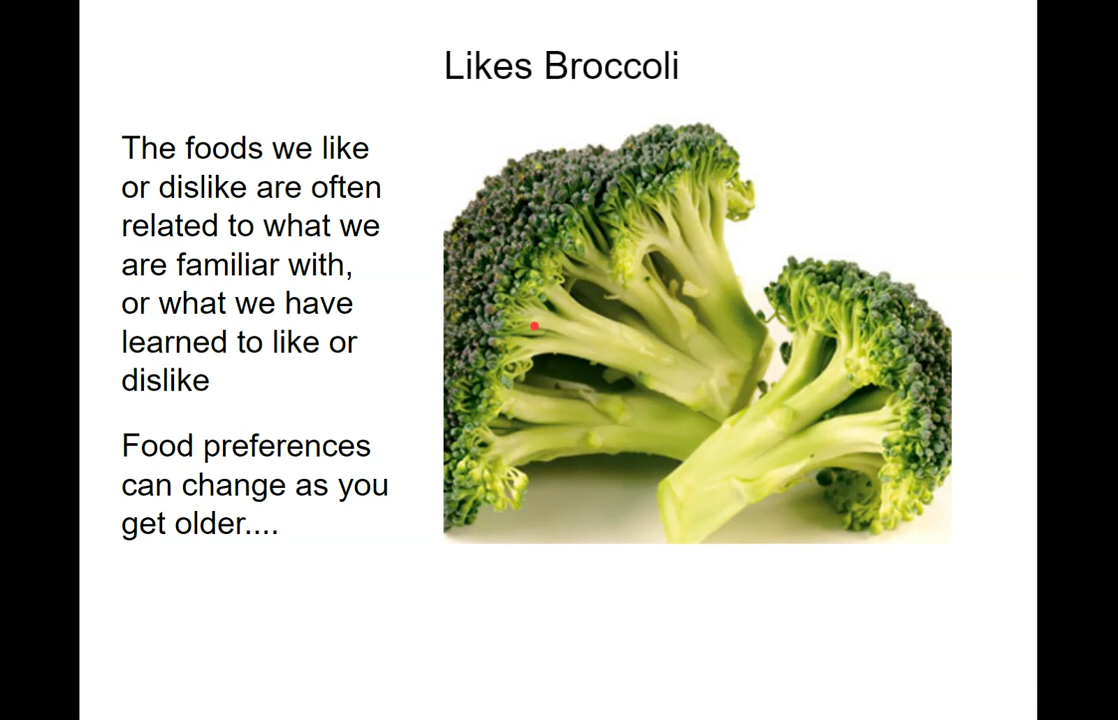 Likes Broccoli
The foods we like
or dislike are often
related to what we
are familiar with,
or what we have
learned to like or
dislike
Food preferences
can change as you
get older....